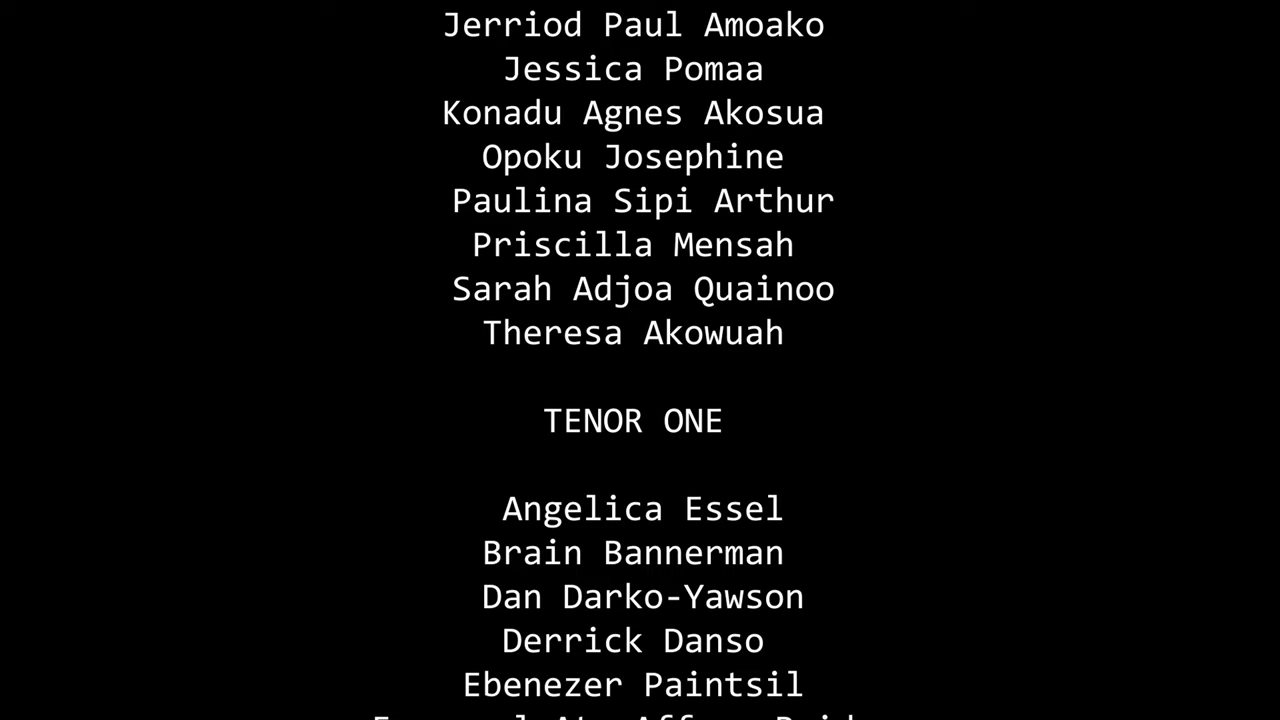 Jerriod Paul Amoako
Jessica Pomaa
Konadu Agnes Akosua
Opoku Josephine
Paulina Sipi Arthur
Priscilla Mensah
Sarah Adjoa Quainoo
Theresa Akowuah
TENOR ONE
Angelica Essel
Brain Bannerman
Dan Darko-Yawson
Derrick Danso
Ebenezer Paintsil